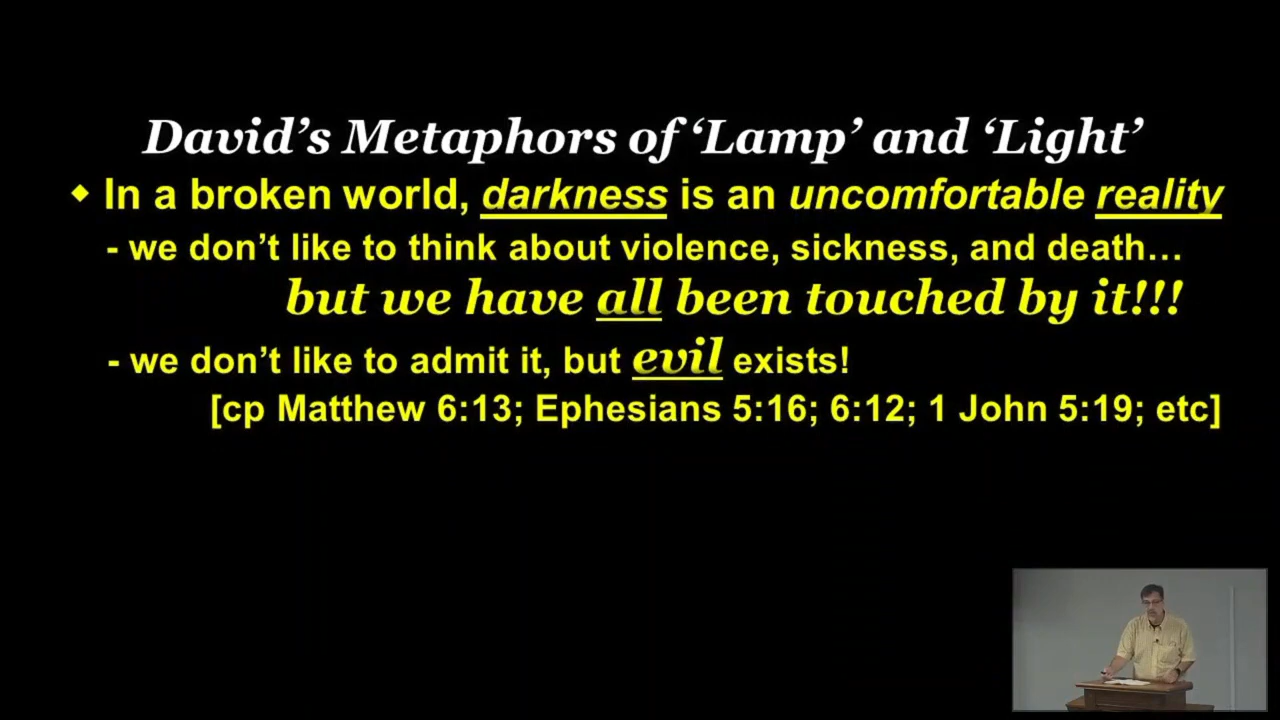 David’s Metaphors of ‘Lamp’ and ‘Light’
◆ In a broken world, darkness is an uncomfortable reality
- we don’t like to think about violence, sickness, and death…
but we have all been touched by it!!!
- we don’t like to admit it, but evil exists!
[cp Matthew 6:13; Ephesians 5:16; 6:12; 1 John 5:19; etc]